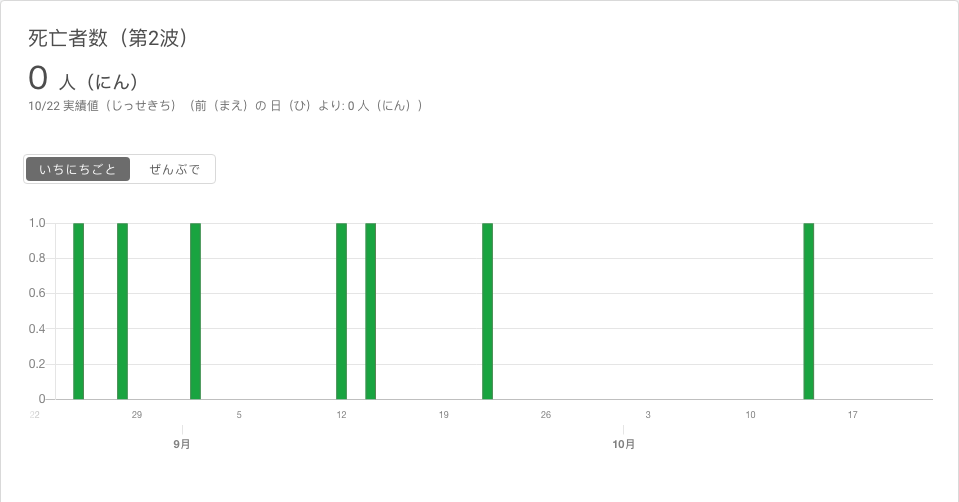 死亡者数（第2波）
0 人（にん）
10/22 実績値（じっせきち）（前（まえ）の 日（ひ）より: 0 人（にん））
いちにちごと ぜんぶで
1.0
0.8
0.6
0.4
0.2
0
22 29 5 12 19 26 3 10 17
9月 10月